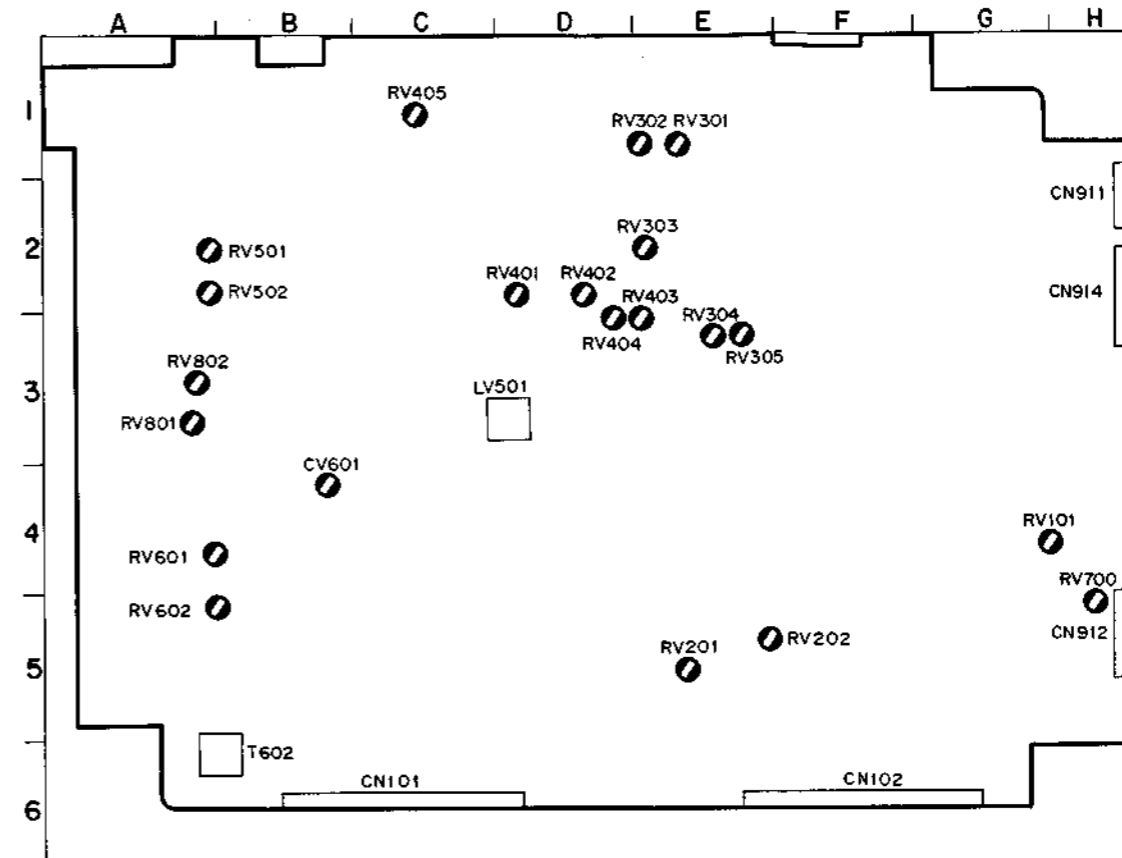 A B C D E F G H
1
RV405
RV302 RV301
CN911
2
RV501
RV303
RV502
RV401 RV402
RV403
CN914
RV304
RV404
RV305
RV802
3
LV501
RV801
CV601
4
RV101
RV601
RV700
RV602
CN912
RV201
RV202
5
T602
CN101
CN102
6